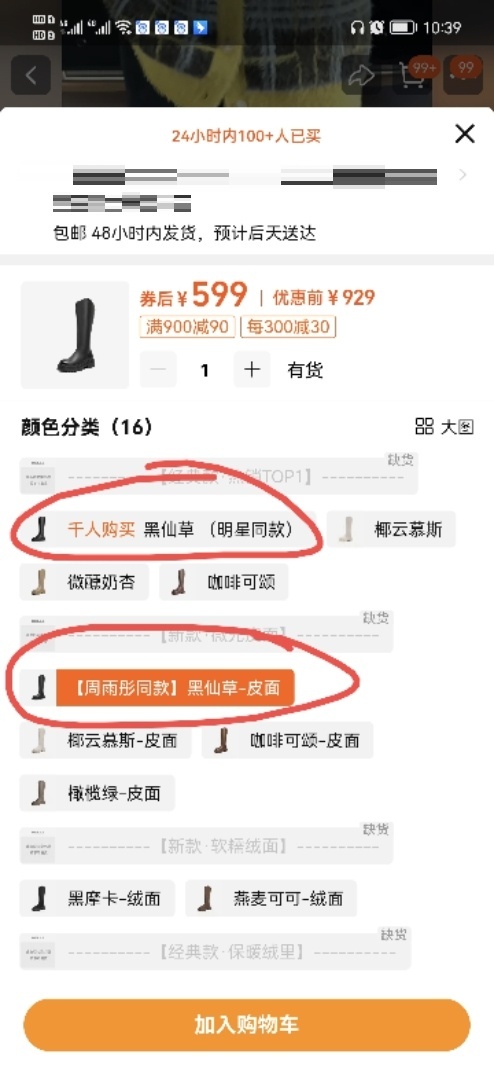 10:39
99+
99
24小时内100+人已买
包邮 48小时内发货，预计后天送达
券后¥599 | 优惠前¥929
满900减90 每300减30
1 有货
颜色分类（16） 大图
缺货
【经典款·热销TOP1】
千人购买 黑仙草 （明星同款） 椰云慕斯
微醺奶杏 咖啡可颂
缺货
【新款·微光皮面】
【周雨彤同款】黑仙草-皮面
椰云慕斯-皮面 咖啡可颂-皮面
橄榄绿-皮面
缺货
【新款·软糯绒面】
黑摩卡-绒面 燕麦可可-绒面
缺货
【经典款·保暖绒里】
加入购物车